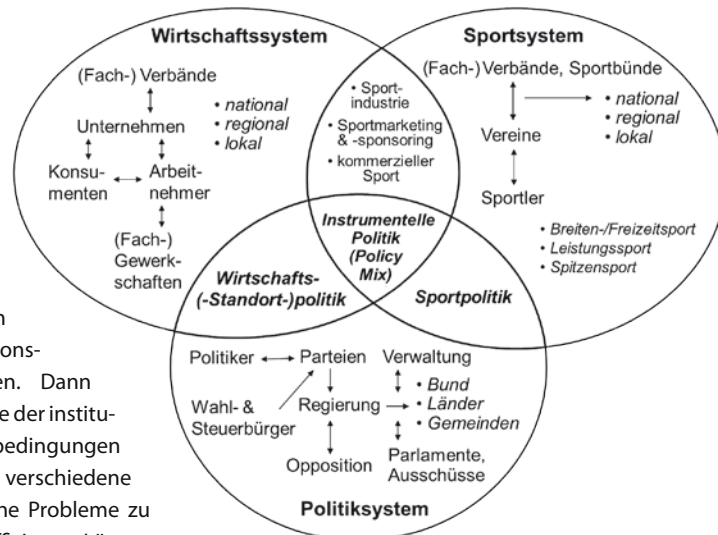 Wirtschaftssystem
(Fach-) Verbände
Unternehmen
• national
• regional
• lokal
Konsu-
menten
Arbeit-
nehmer
(Fach-)
Gewerk-
schaften
• Sport-
industrie
• Sportmarketing
& -sponsoring
• kommerzieller
Sport
Sportsystem
(Fach-) Verbände, Sportbünde
• national
• regional
• lokal
Vereine
Sportler
• Breiten-/Freizeitsport
• Leistungssport
• Spitzensport
Instrumentelle
Politik
(Policy
Mix)
Wirtschafts-
(-Standort-)politik
Sportpolitik
Politiker
Parteien
Verwaltung
Wahl- &
Steuerbürger
Regierung
• Bund
• Länder
• Gemeinden
Opposition
Parlamente,
Ausschüsse
Politiksystem
ons-
en. Dann
e der institu-
bedingungen
verschiedene
ne Probleme zu